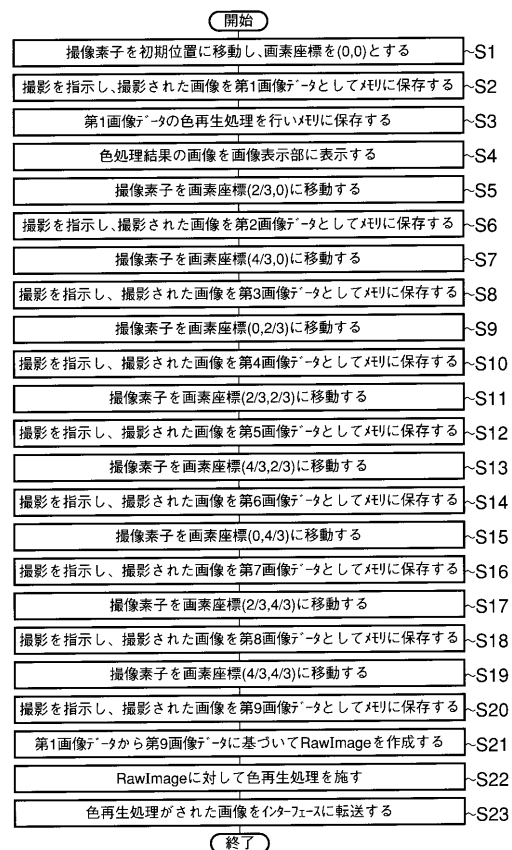 開始
撮像素子を初期位置に移動し、画素座標を(0,0)とする ~S1
撮影を指示し、撮影された画像を第1画像データとしてメモリに保存する ~S2
第1画像データの色再生処理を行いメモリに保存する ~S3
色処理結果の画像を画像表示部に表示する ~S4
撮像素子を画素座標(2/3,0)に移動する ~S5
撮影を指示し、撮影された画像を第2画像データとしてメモリに保存する ~S6
撮像素子を画素座標(4/3,0)に移動する ~S7
撮影を指示し、撮影された画像を第3画像データとしてメモリに保存する ~S8
撮像素子を画素座標(0,2/3)に移動する ~S9
撮影を指示し、撮影された画像を第4画像データとしてメモリに保存する ~S10
撮像素子を画素座標(2/3,2/3)に移動する ~S11
撮影を指示し、撮影された画像を第5画像データとしてメモリに保存する ~S12
撮像素子を画素座標(4/3,2/3)に移動する ~S13
撮影を指示し、撮影された画像を第6画像データとしてメモリに保存する ~S14
撮像素子を画素座標(0,4/3)に移動する ~S15
撮影を指示し、撮影された画像を第7画像データとしてメモリに保存する ~S16
撮像素子を画素座標(2/3,4/3)に移動する ~S17
撮影を指示し、撮影された画像を第8画像データとしてメモリに保存する ~S18
撮像素子を画素座標(4/3,4/3)に移動する ~S19
撮影を指示し、撮影された画像を第9画像データとしてメモリに保存する ~S20
第1画像データから第9画像データに基づいてRawImageを作成する ~S21
RawImageに対して色再生処理を施す ~S22
色再生処理がされた画像をインターフェースに転送する ~S23
終了